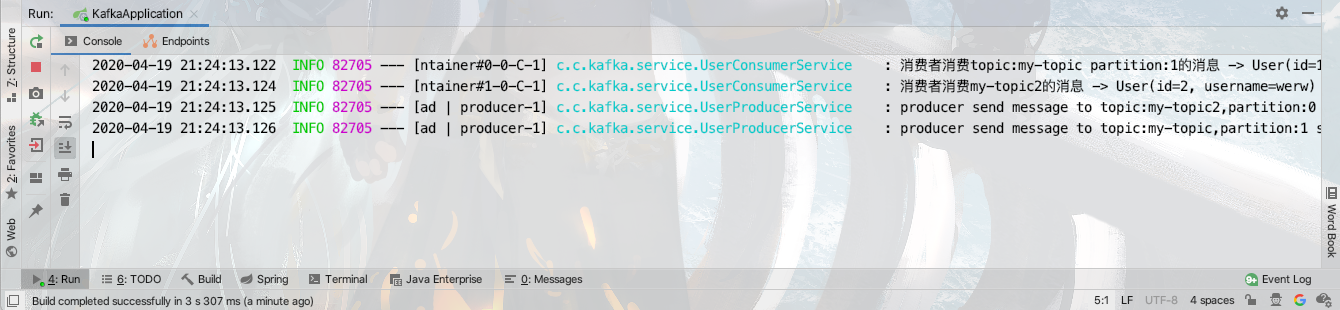 Run: KafkaApplication
Console Endpoints
Z: Structure
2: Favorites
Web
2020-04-19 21:24:13.122 INFO 82705 --- [ntainer#0-0-C-1] c.c.kafka.service.UserConsumerService : 消费者消费topic:my-topic partition:1的消息 -> User(id=1
2020-04-19 21:24:13.124 INFO 82705 --- [ntainer#1-0-C-1] c.c.kafka.service.UserConsumerService : 消费者消费my-topic2的消息 -> User(id=2, username=werw)
2020-04-19 21:24:13.125 INFO 82705 --- [ad | producer-1] c.c.kafka.service.UserProducerService : producer send message to topic:my-topic2,partition:0
2020-04-19 21:24:13.126 INFO 82705 --- [ad | producer-1] c.c.kafka.service.UserProducerService : producer send message to topic:my-topic,partition:1 s
Word Book
4: Run 6: TODO Build Spring Terminal Java Enterprise 0: Messages 9+ Event Log
Build completed successfully in 3 s 307 ms (a minute ago) 5:1 LF UTF-8 4 spaces